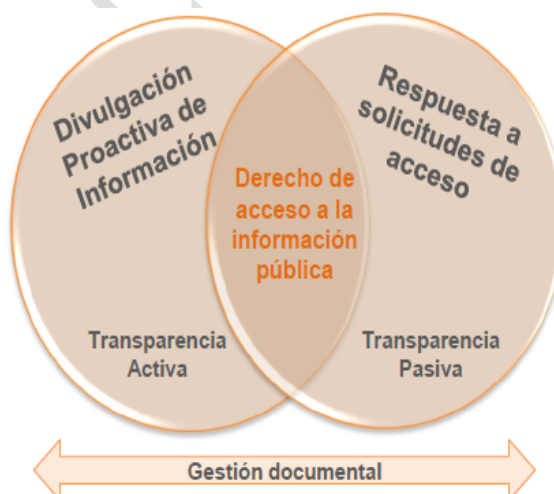 Divulgación
Proactiva de
Información
Respuesta a
solicitudes de
acceso
Derecho de
acceso a la
información
pública
Transparencia
Activa
Transparencia
Pasiva
Gestión documental